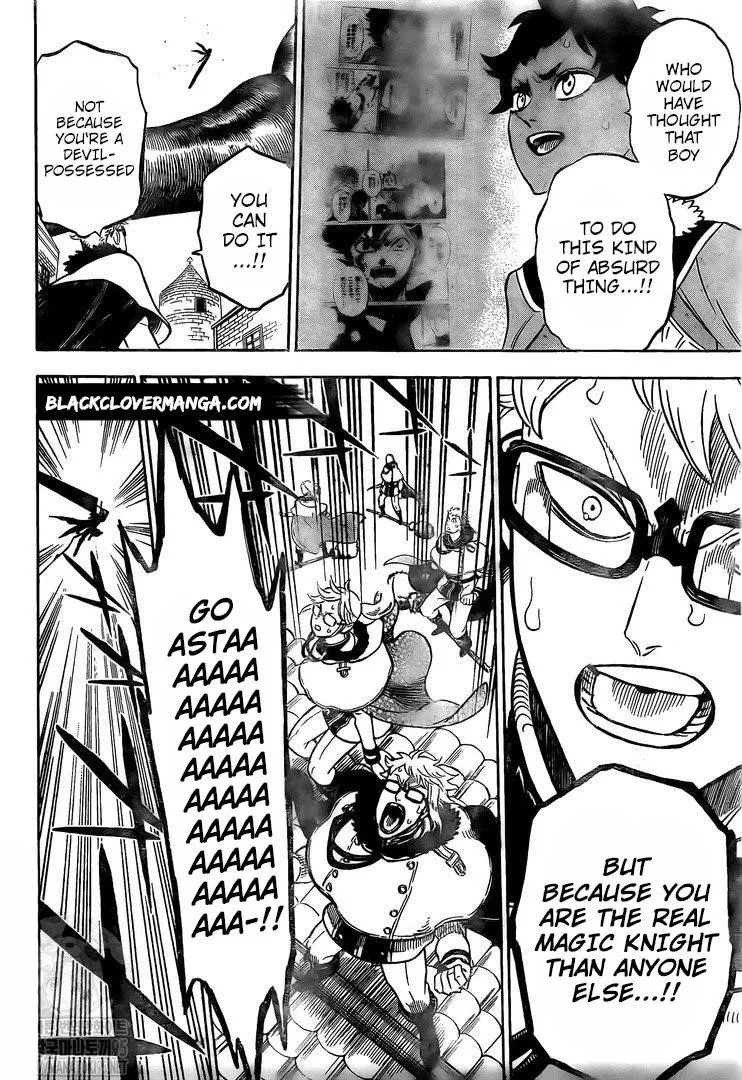 WHO
WOULD
HAVE
THOUGHT
THAT
BOY
TO DO
THIS KIND
OF ABSURD
THING...!!
YOU
CAN
DO IT
...!!
NOT
BECAUSE
YOU'RE A
DEVIL-
POSSESSED
BLACKCLOVERMANGA.COM
BUT
BECAUSE YOU
ARE THE REAL
MAGIC KNIGHT
THAN ANYONE
ELSE...!!
GO
ASTAA
AAAAA
AAAAA
AAAAA
AAAAA
AAAAA
AAAAA
AAAAA
AAAAA
AAA-!!